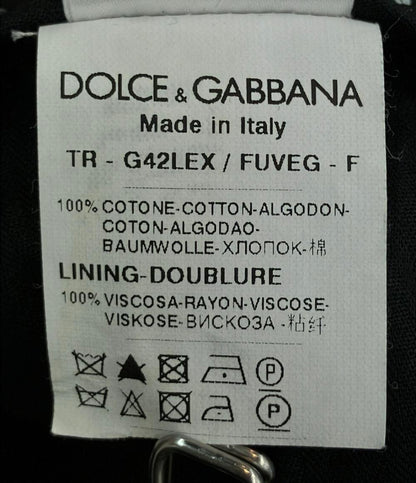 DOLCE & GABBANA
Made in Italy
TR - G42LEX / FUVEG - F
100% COTONE-COTTON-ALGODON-
COTON-ALGODAO-
BAUMWOLLE-ХЛОПОК-棉
LINING-DOUBLURE
100% VISCOSA-RAYON-VISCOSE-
VISKOSE-ВИСКОЗА -粘纤
P
P